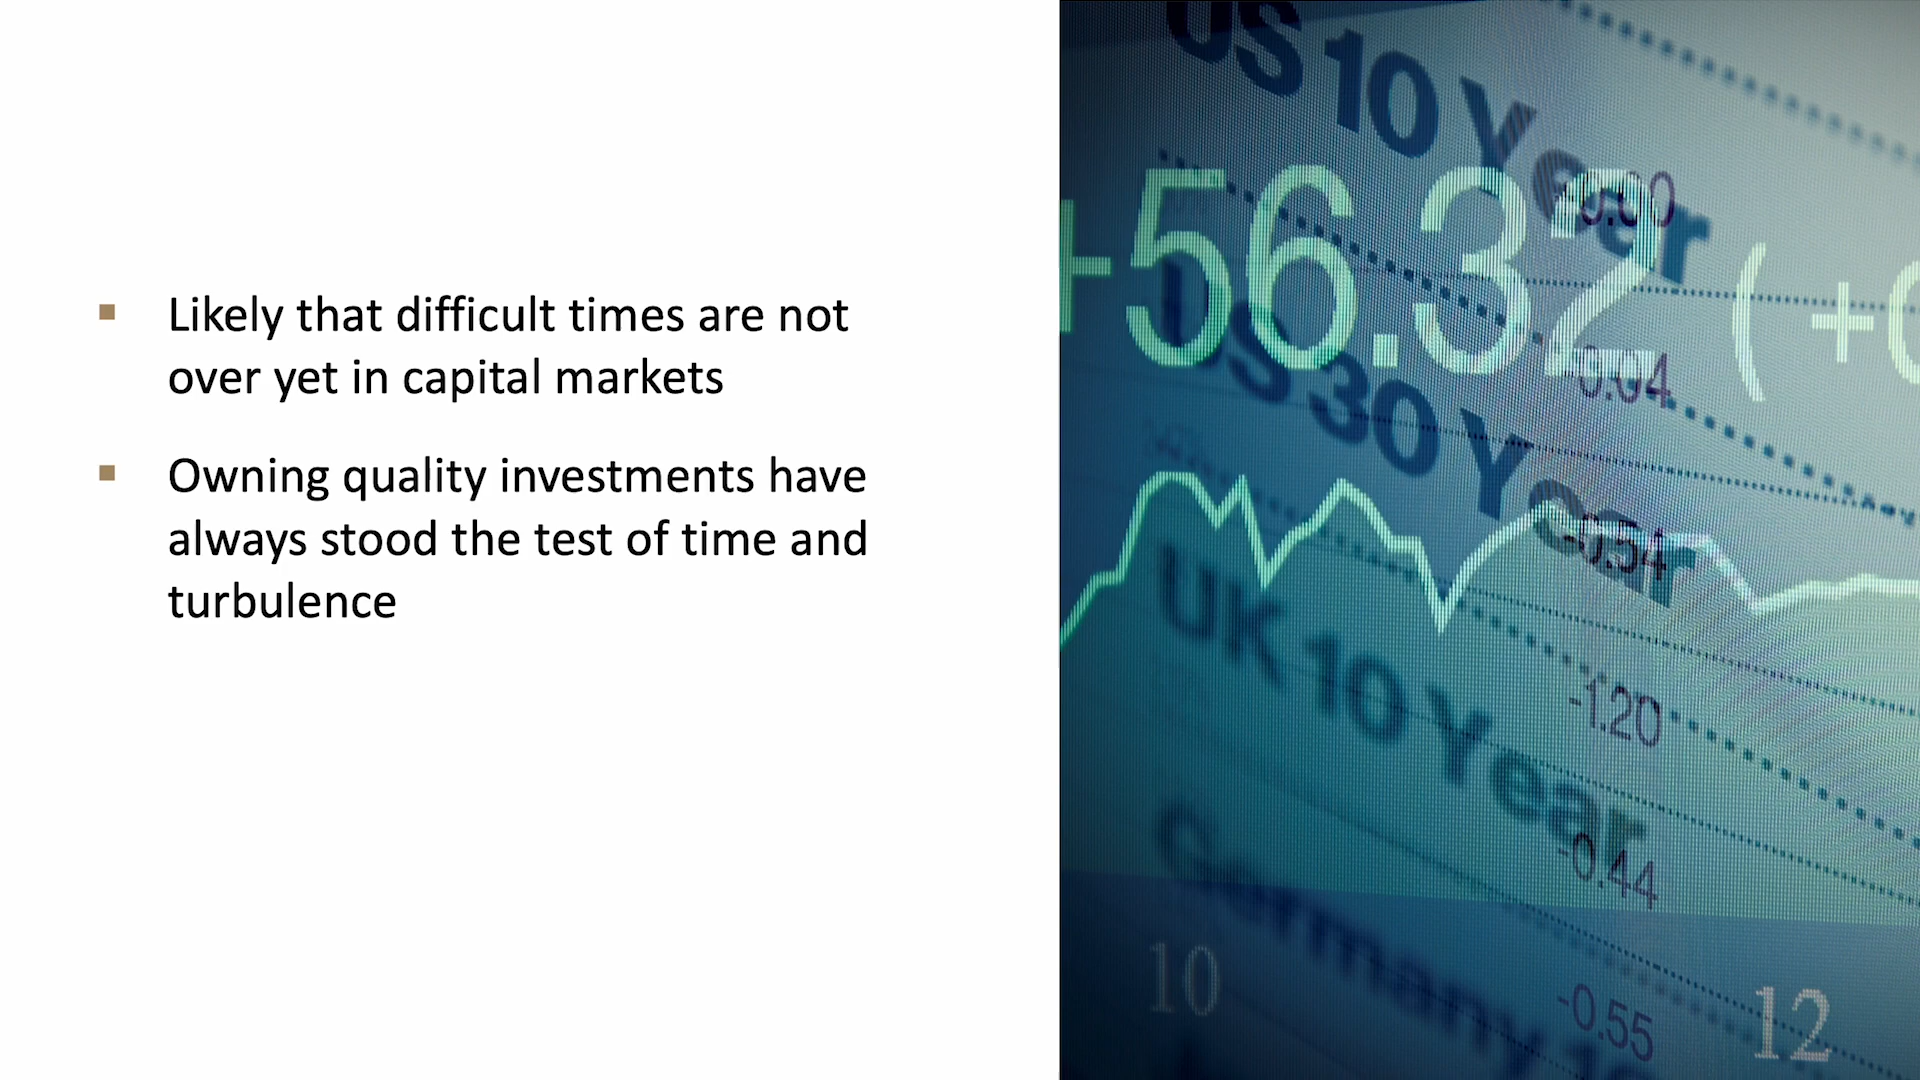 Likely that difficult times are not
over yet in capital markets
Owning quality investments have
always stood the test of time and
turbulence
US 10 Year
+56.32 (+0
-0.04
US 30 Year
-0.54
UK 10 Year
-1.20
-0.44
Germany 10
-0.55
10
12